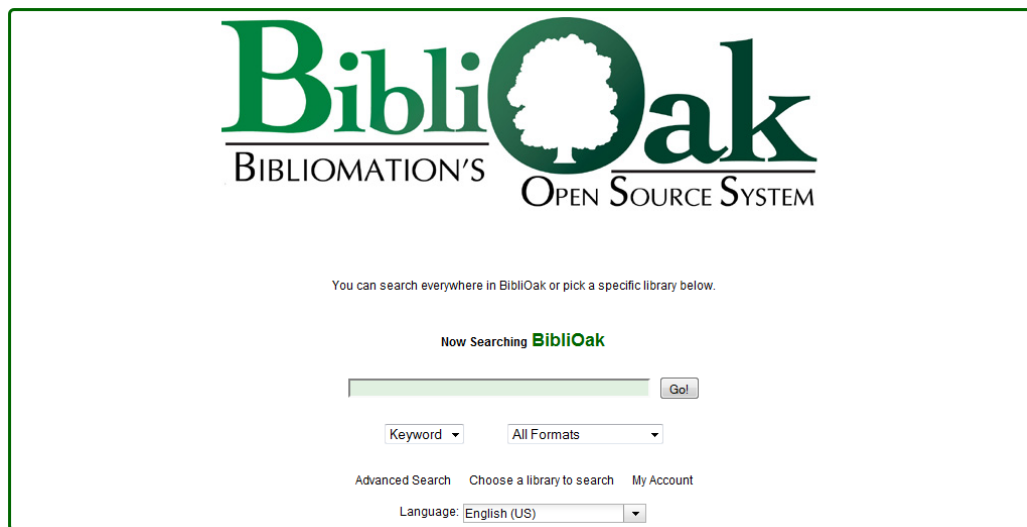 BibliOak
BIBLIOMATION'S
OPEN SOURCE SYSTEM
You can search everywhere in BibliOak or pick a specific library below.
Now Searching BibliOak
Go!
Keyword All Formats
Advanced Search Choose a library to search My Account
Language: English (US)